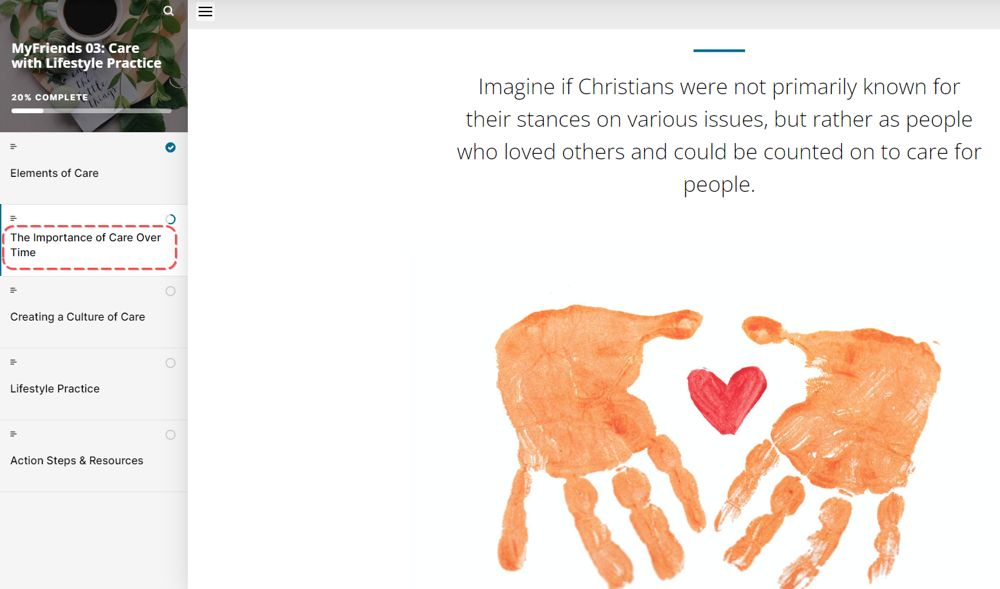 MyFriends 03: Care
with Lifestyle Practice
the
little
things
20% COMPLETE
Elements of Care
The Importance of Care Over
Time
Creating a Culture of Care
Lifestyle Practice
Action Steps & Resources
Imagine if Christians were not primarily known for
their stances on various issues, but rather as people
who loved others and could be counted on to care for
people.